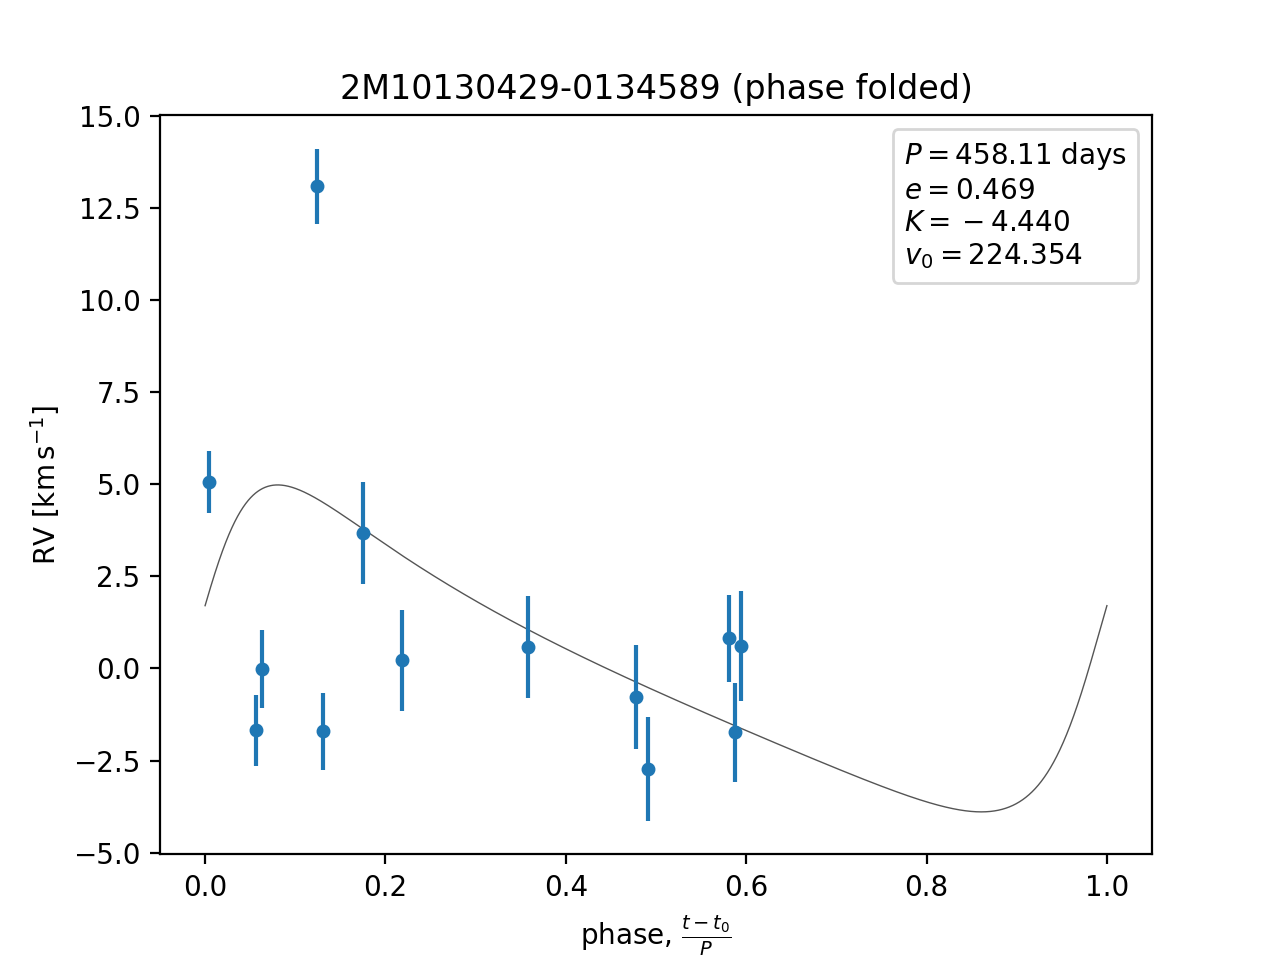 2M10130429-0134589 (phase folded)
P = 458.11 days
e = 0.469
K = −4.440
v₀ = 224.354
15.0
12.5
10.0
7.5
5.0
2.5
0.0
−2.5
−5.0
RV [km s⁻¹]
0.0 0.2 0.4 0.6 0.8 1.0
phase, (t − t₀)/P